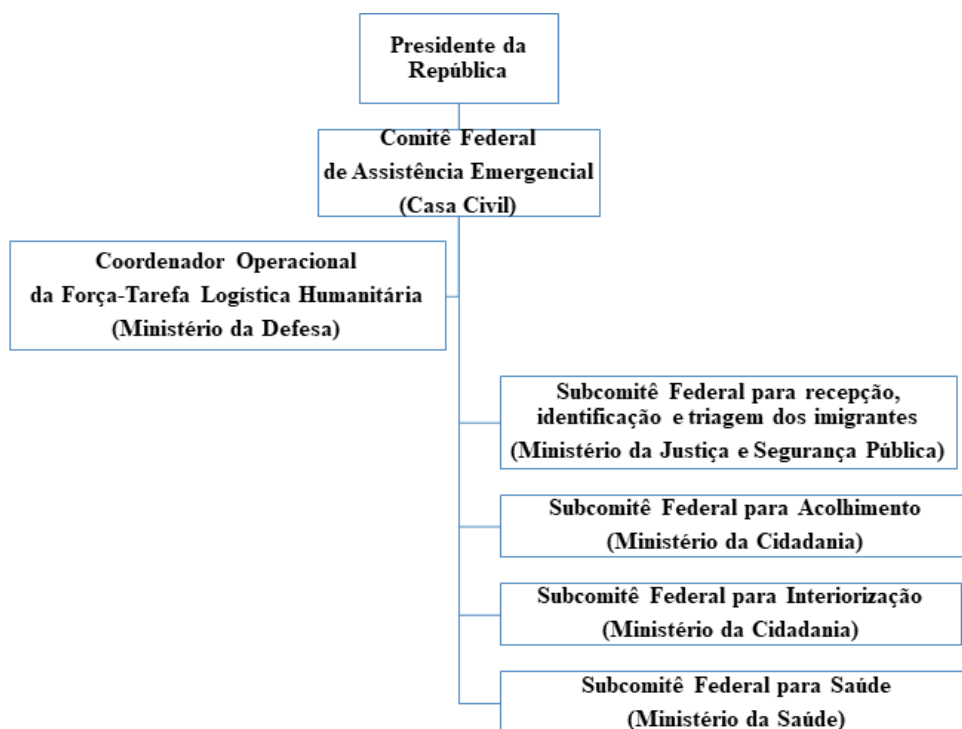 Presidente da
República
Comitê Federal
de Assistência Emergencial
(Casa Civil)
Coordenador Operacional
da Força-Tarefa Logística Humanitária
(Ministério da Defesa)
Subcomitê Federal para recepção,
identificação e triagem dos imigrantes
(Ministério da Justiça e Segurança Pública)
Subcomitê Federal para Acolhimento
(Ministério da Cidadania)
Subcomitê Federal para Interiorização
(Ministério da Cidadania)
Subcomitê Federal para Saúde
(Ministério da Saúde)